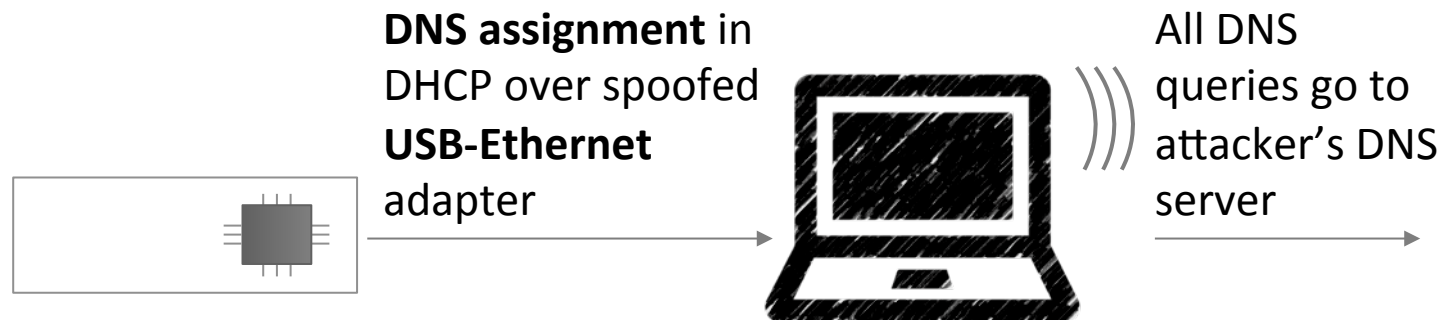 DNS assignment in
DHCP over spoofed
USB-Ethernet
adapter
All DNS
queries go to
attacker’s DNS
server